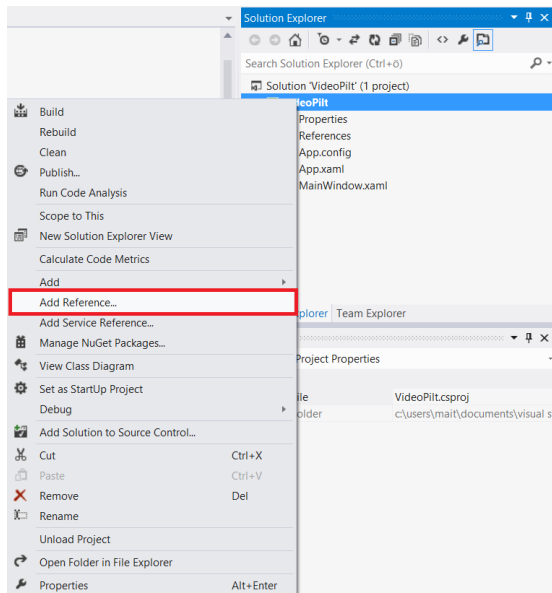 Solution Explorer
Search Solution Explorer (Ctrl+ö)
Solution 'VideoPilt' (1 project)
deoPilt
Properties
References
App.config
App.xaml
MainWindow.xaml
Build
Rebuild
Clean
Publish...
Run Code Analysis
Scope to This
New Solution Explorer View
Calculate Code Metrics
Add
Add Reference...
Add Service Reference...
Manage NuGet Packages...
View Class Diagram
Set as StartUp Project
Debug
Add Solution to Source Control...
Cut Ctrl+X
Paste Ctrl+V
Remove Del
Rename
Unload Project
Open Folder in File Explorer
Properties Alt+Enter
plorer Team Explorer
Project Properties
ile VideoPilt.csproj
older c:\users\mait\documents\visual s